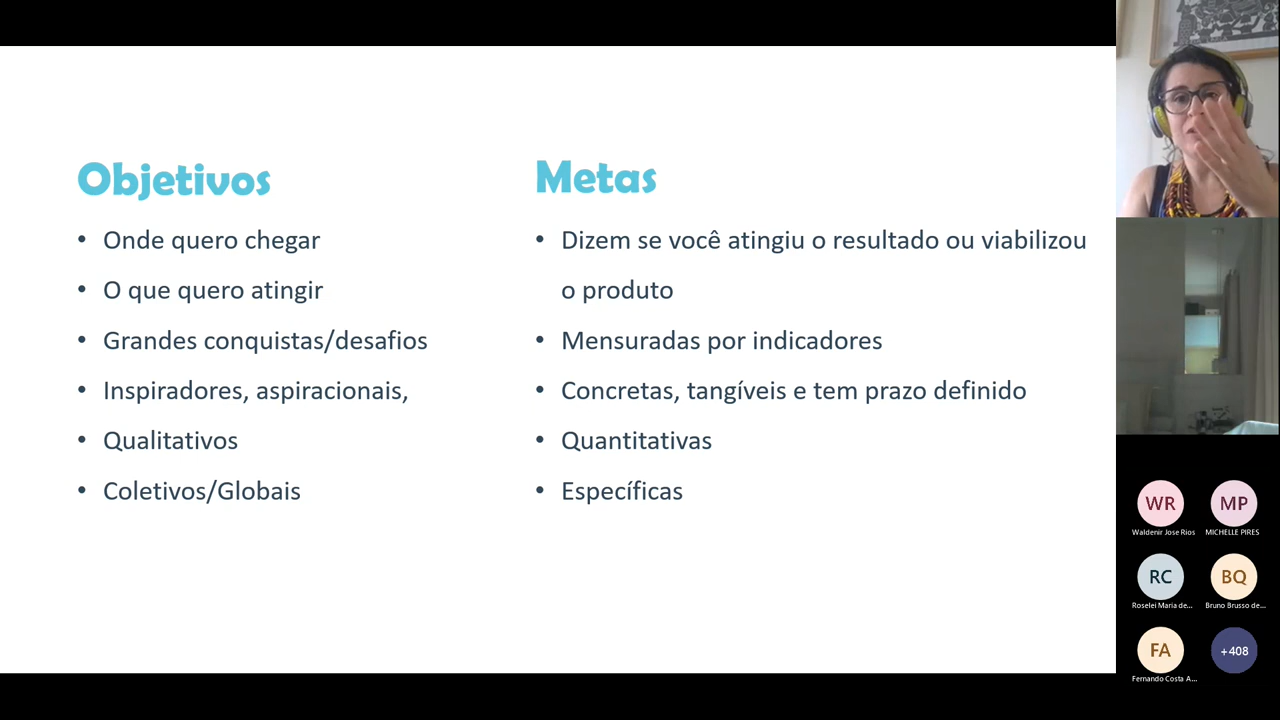 Objetivos
• Onde quero chegar
• O que quero atingir
• Grandes conquistas/desafios
• Inspiradores, aspiracionais,
• Qualitativos
• Coletivos/Globais
Metas
• Dizem se você atingiu o resultado ou viabilizou
o produto
• Mensuradas por indicadores
• Concretas, tangíveis e tem prazo definido
• Quantitativas
• Específicas
WR
Waldenir Jose Rios
MP
MICHELLE PIRES
RC
Roselei Maria de...
BQ
Bruno Brusso de...
FA
Fernando Costa A...
+408